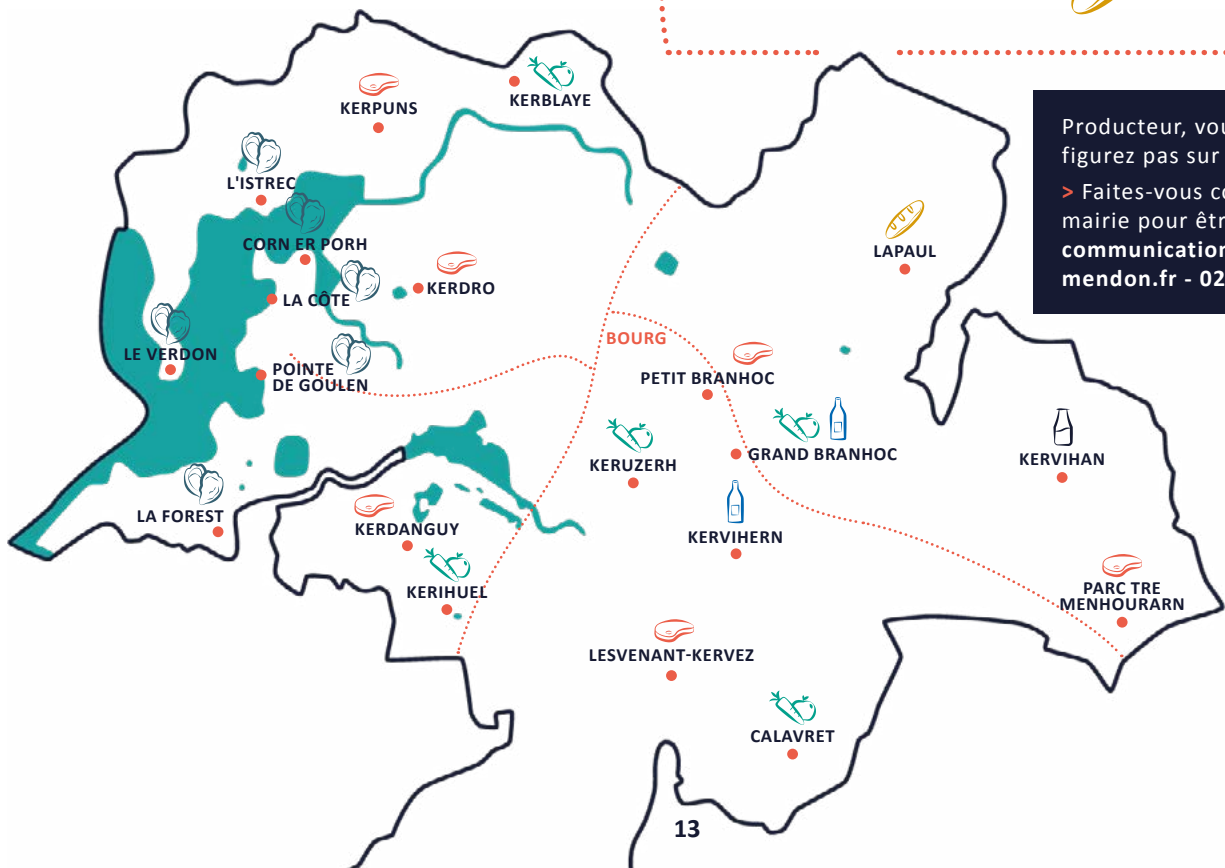 KERBLAYE
KERPUNS
Producteur, vou
figurez pas sur
> Faites-vous co
mairie pour êtr
communication
mendon.fr - 02
L'ISTREC
CORN ER PORH
LAPAUL
KERDRO
LA CÔTE
BOURG
LE VERDON
POINTE
DE GOULEN
PETIT BRANHOC
GRAND BRANHOC
KERUZERH
KERVIHAN
LA FOREST
KERDANGUY
KERVIHERN
KERIHUEL
PARC TRE
MENHOURARN
LESVENANT-KERVEZ
CALAVRET
13